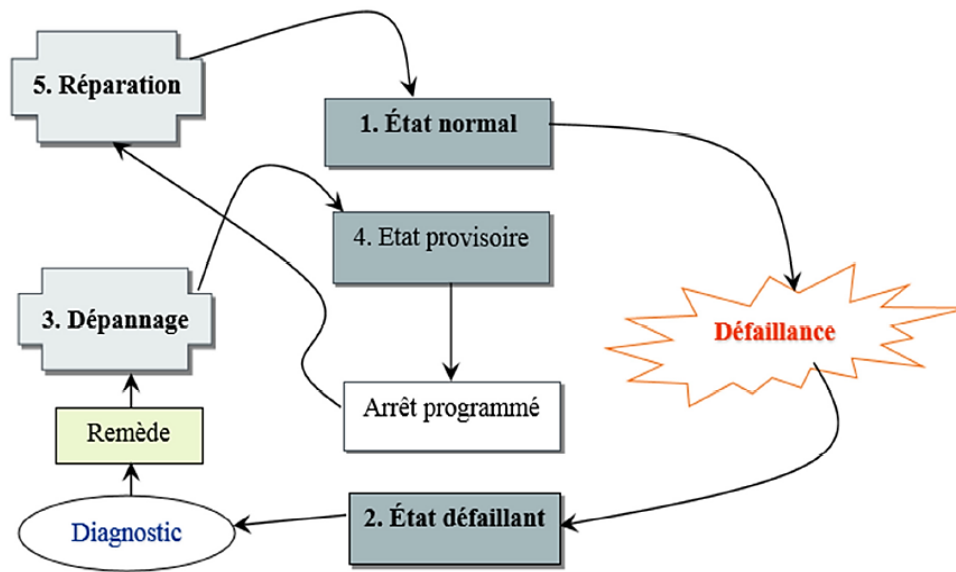 5. Réparation
1. État normal
4. Etat provisoire
3. Dépannage
Défaillance
Arrêt programmé
Remède
2. État défaillant
Diagnostic